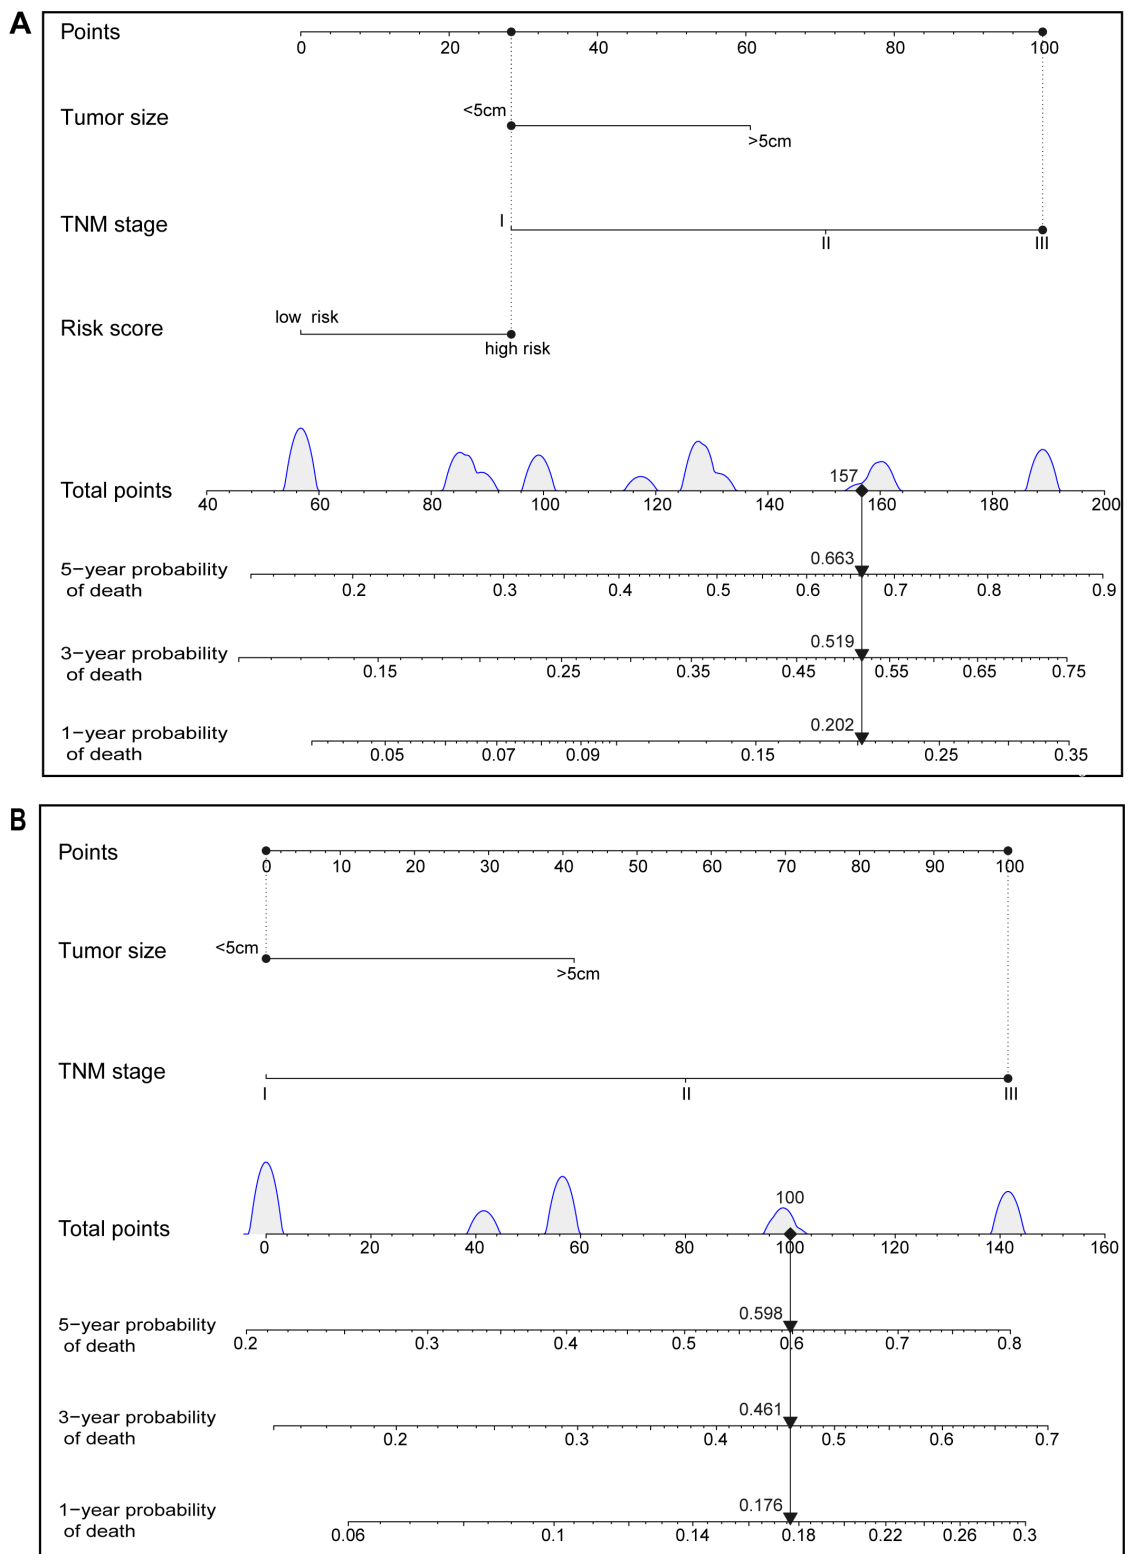 A
Points
0 20 40 60 80 100
<5cm
Tumor size
>5cm
I
TNM stage
II III
low risk
Risk score
high risk
157
Total points
40 60 80 100 120 140 160 180 200
0.663
5−year probability
of death
0.2 0.3 0.4 0.5 0.6 0.7 0.8 0.9
0.519
3−year probability
of death
0.15 0.25 0.35 0.45 0.55 0.65 0.75
0.202
1−year probability
of death
0.05 0.07 0.09 0.15 0.25 0.35
B
Points
0 10 20 30 40 50 60 70 80 90 100
<5cm
Tumor size
>5cm
TNM stage
I II III
100
Total points
0 20 40 60 80 100 120 140 160
0.598
5−year probability
of death
0.2 0.3 0.4 0.5 0.6 0.7 0.8
0.461
3−year probability
of death
0.2 0.3 0.4 0.5 0.6 0.7
0.176
1−year probability
of death
0.06 0.1 0.14 0.18 0.22 0.26 0.3